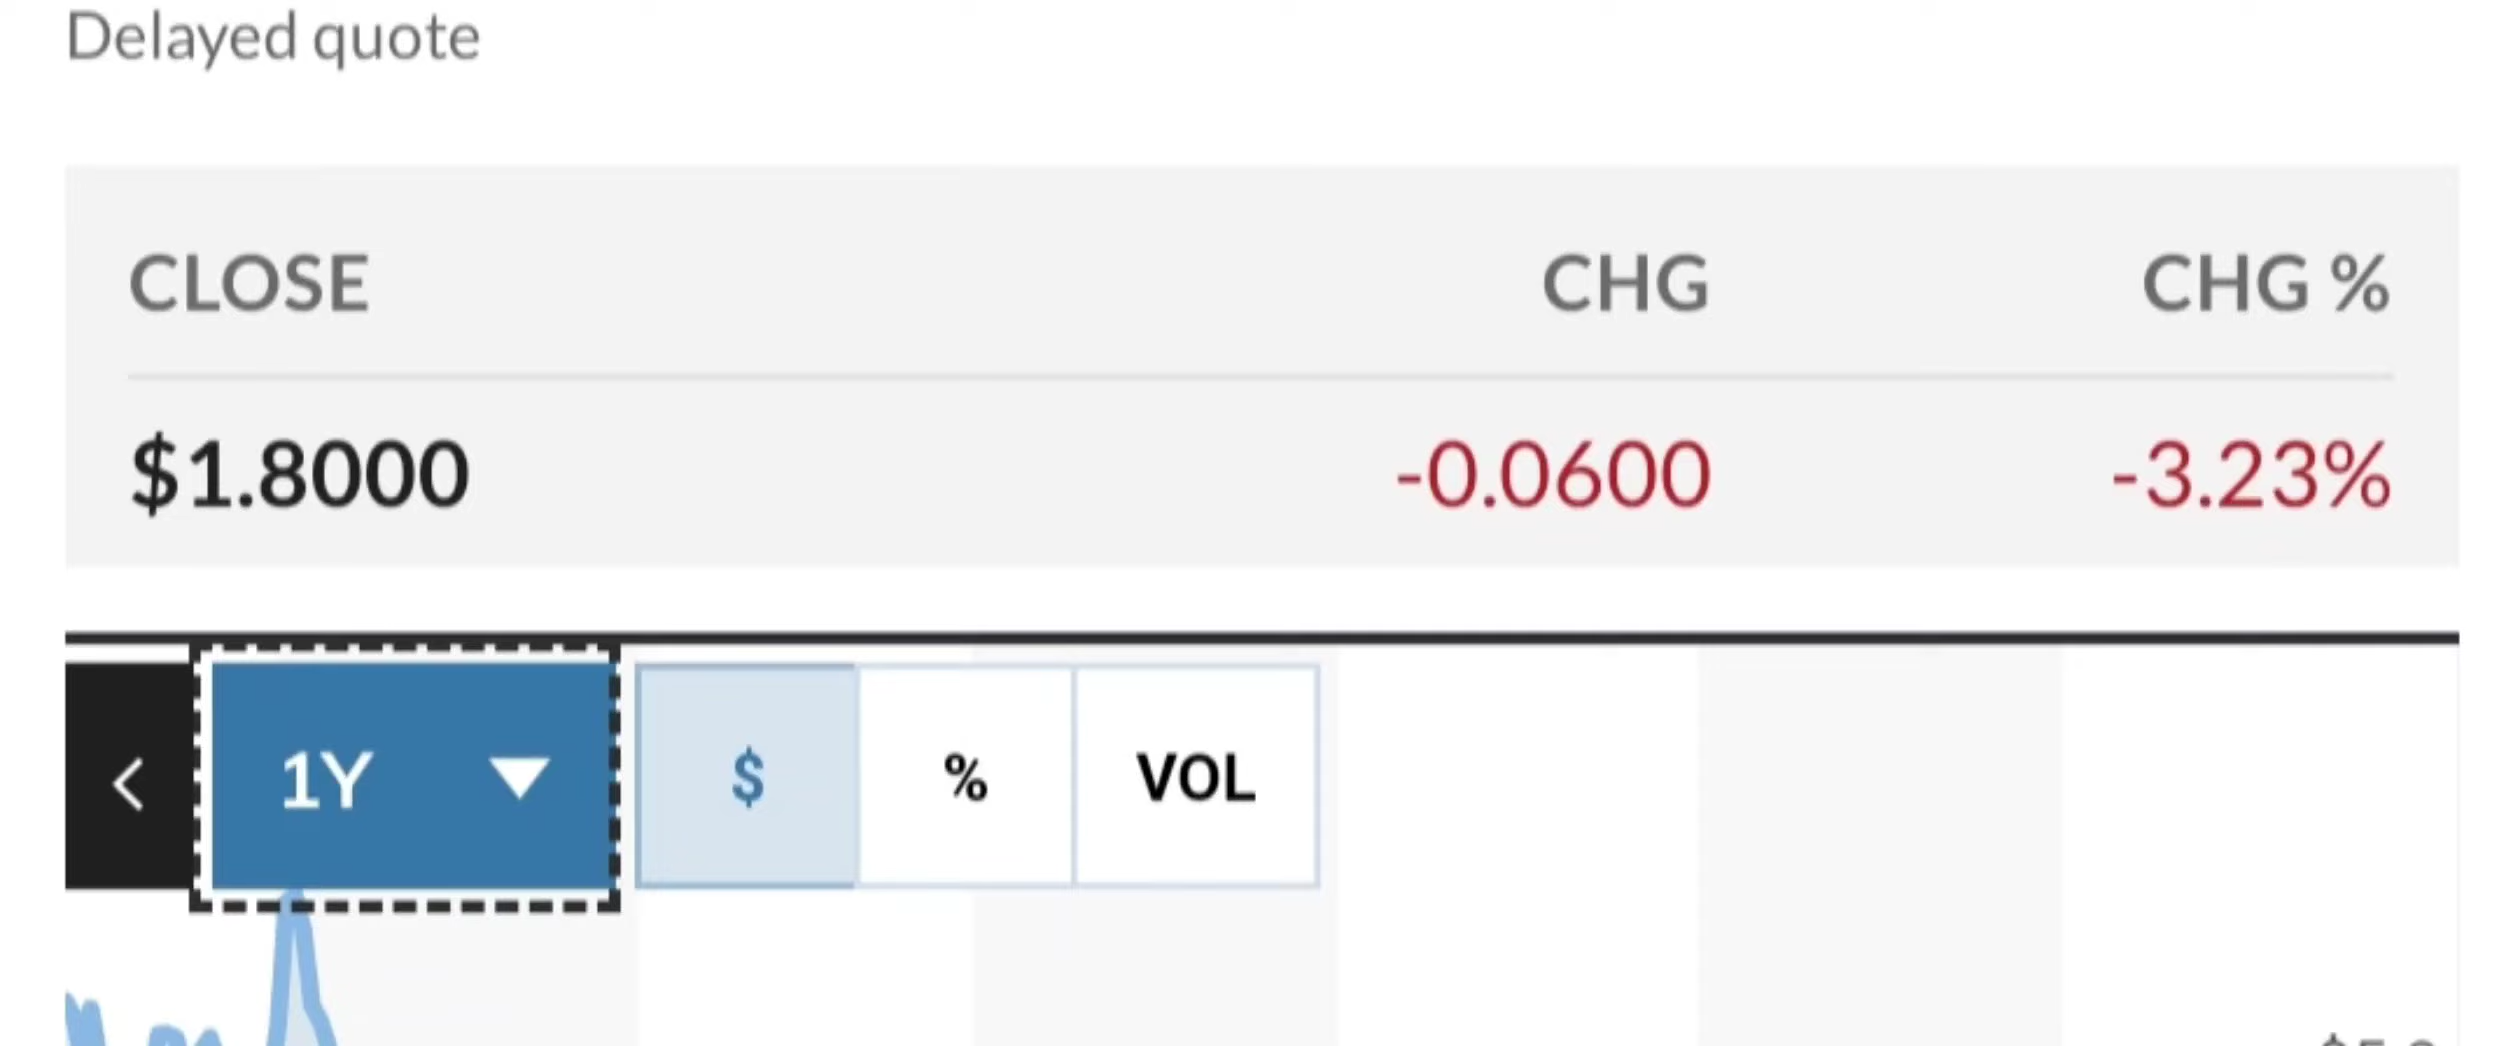 Delayed quote
CLOSE CHG CHG %
$1.8000 -0.0600 -3.23%
1Y $ % VOL